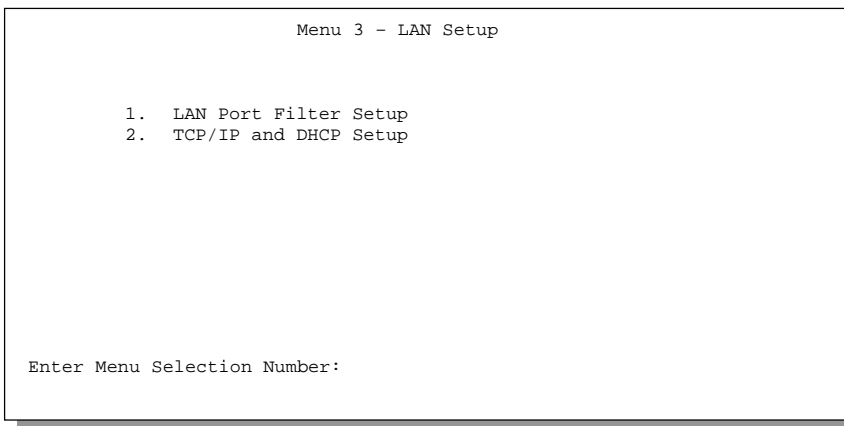 Menu 3 – LAN Setup
1. LAN Port Filter Setup
2. TCP/IP and DHCP Setup
Enter Menu Selection Number: